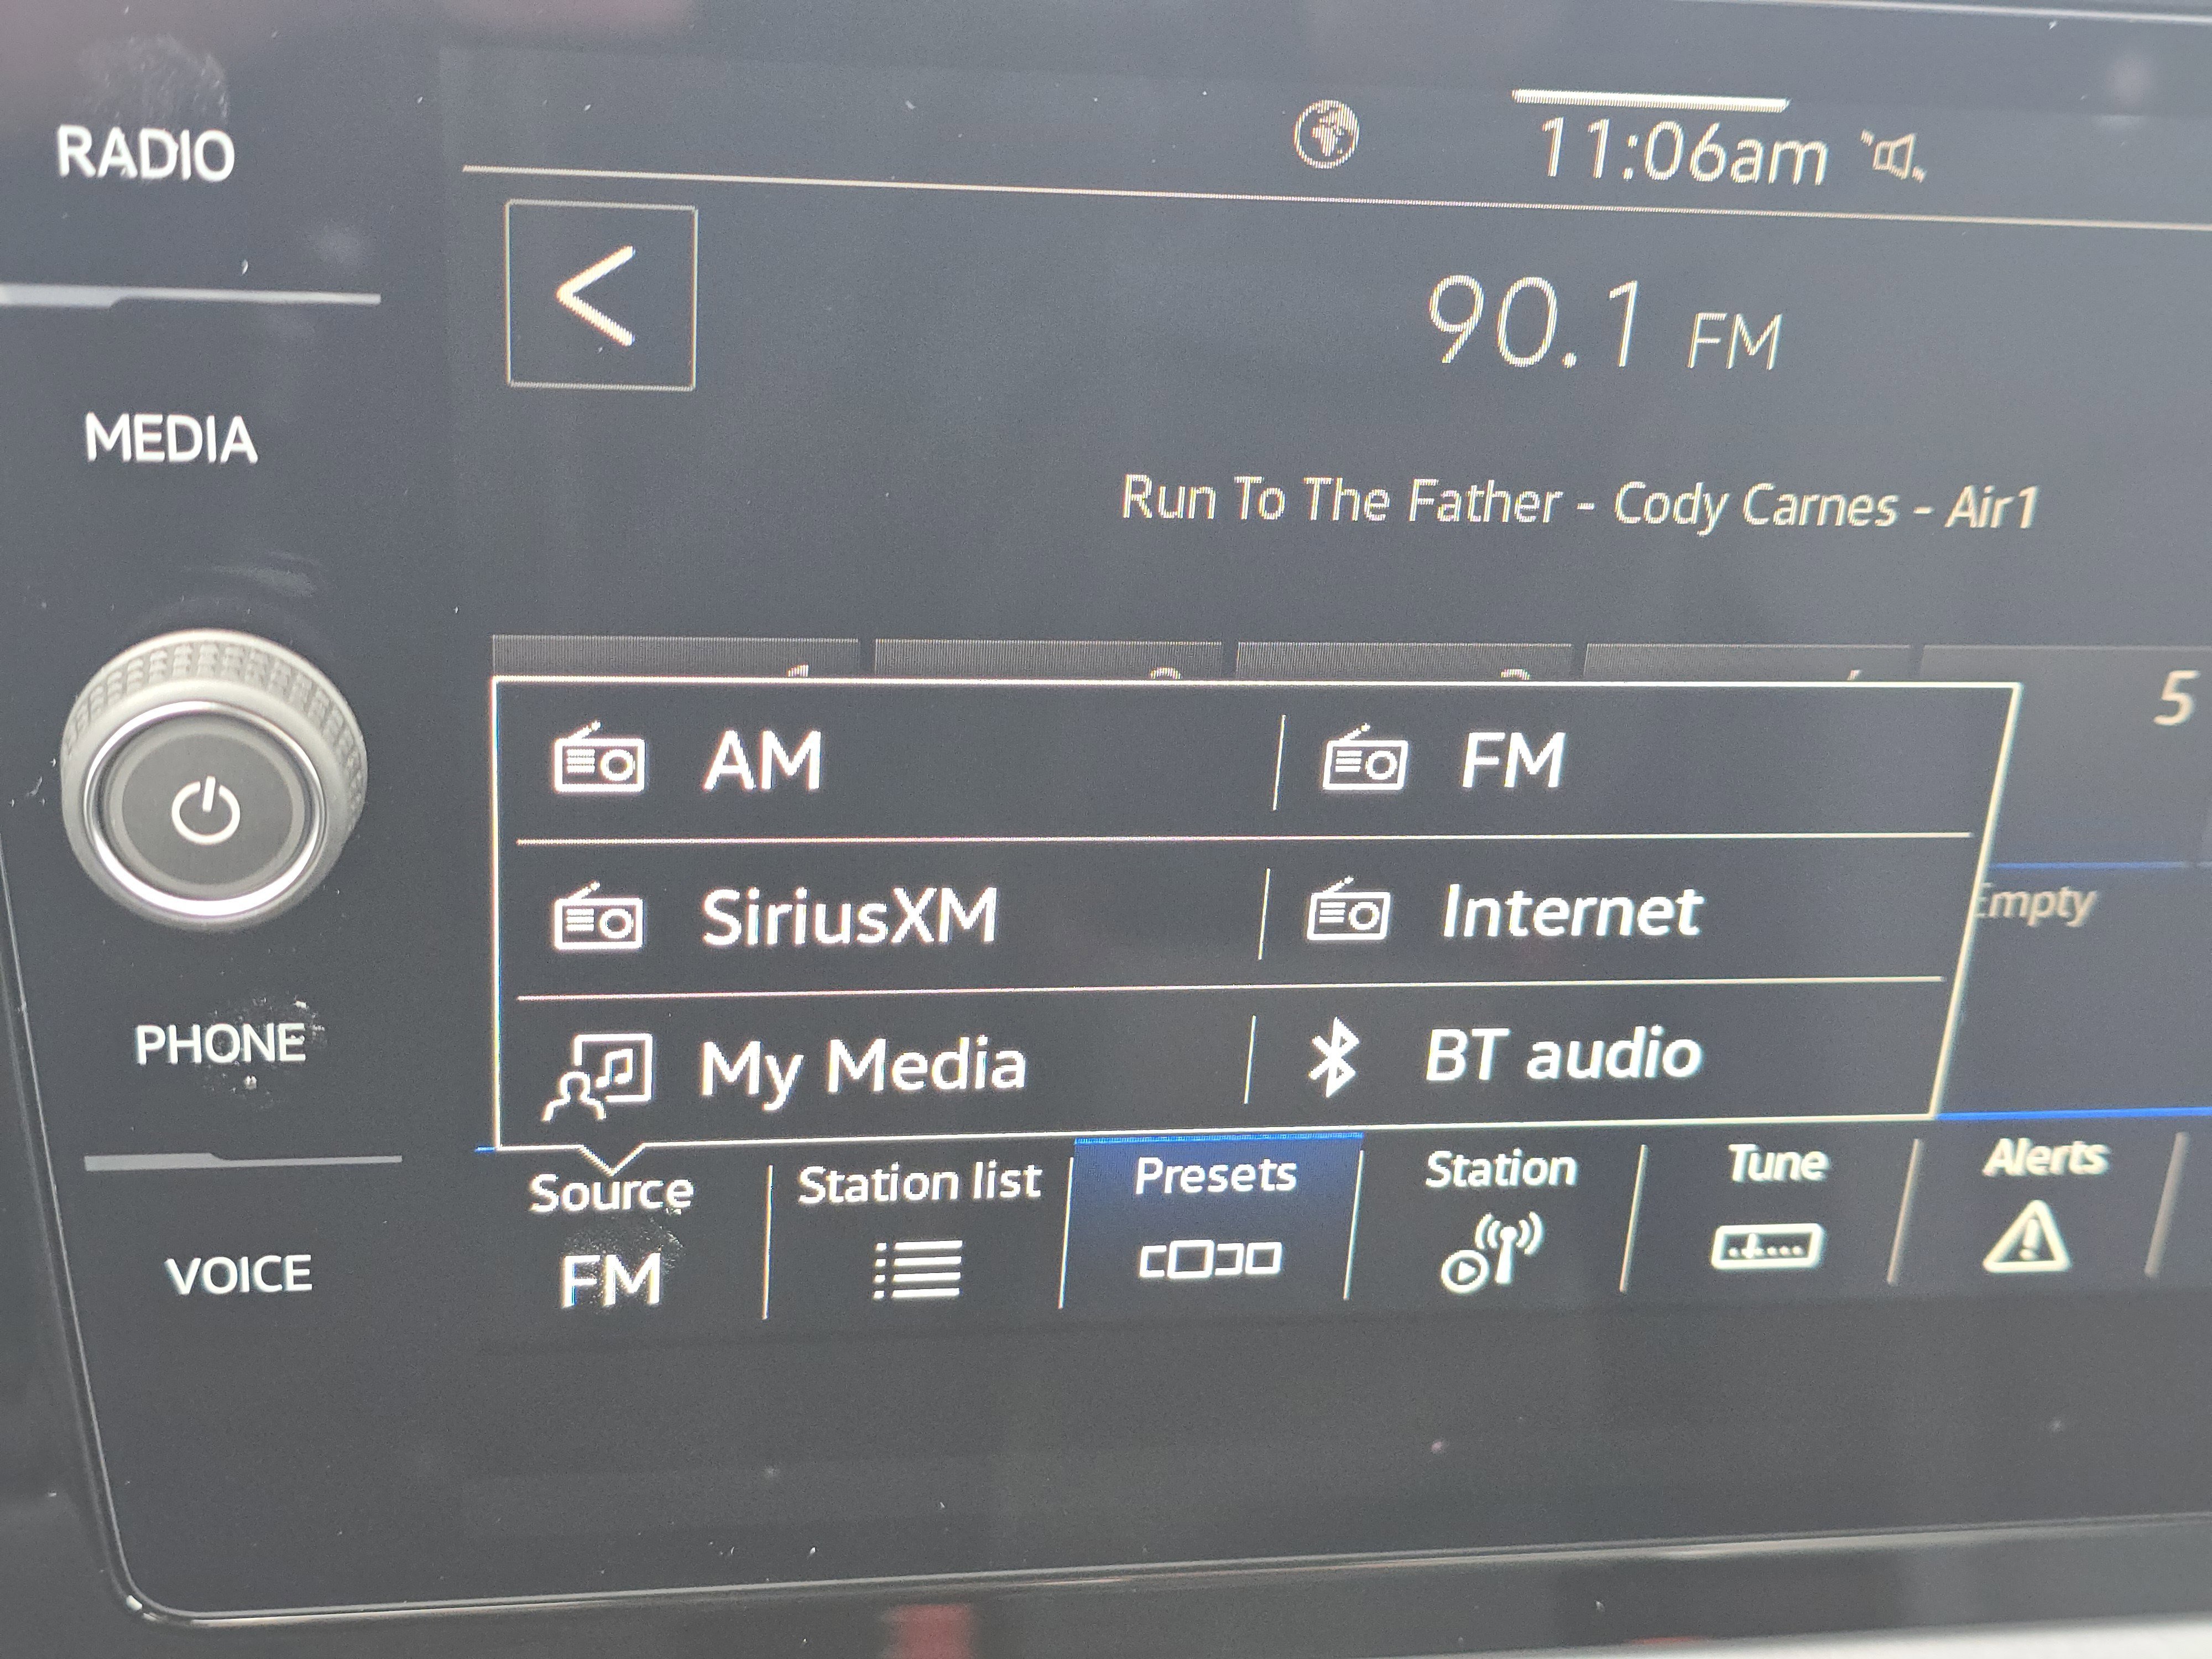 RADIO
11:06am
<
90.1 FM
MEDIA
Run To The Father - Cody Carnes - Air1
5
AM
FM
SiriusXM
Internet
Empty
My Media
BT audio
PHONE
Source
Station list
Presets
Station
Tune
Alerts
FM
VOICE